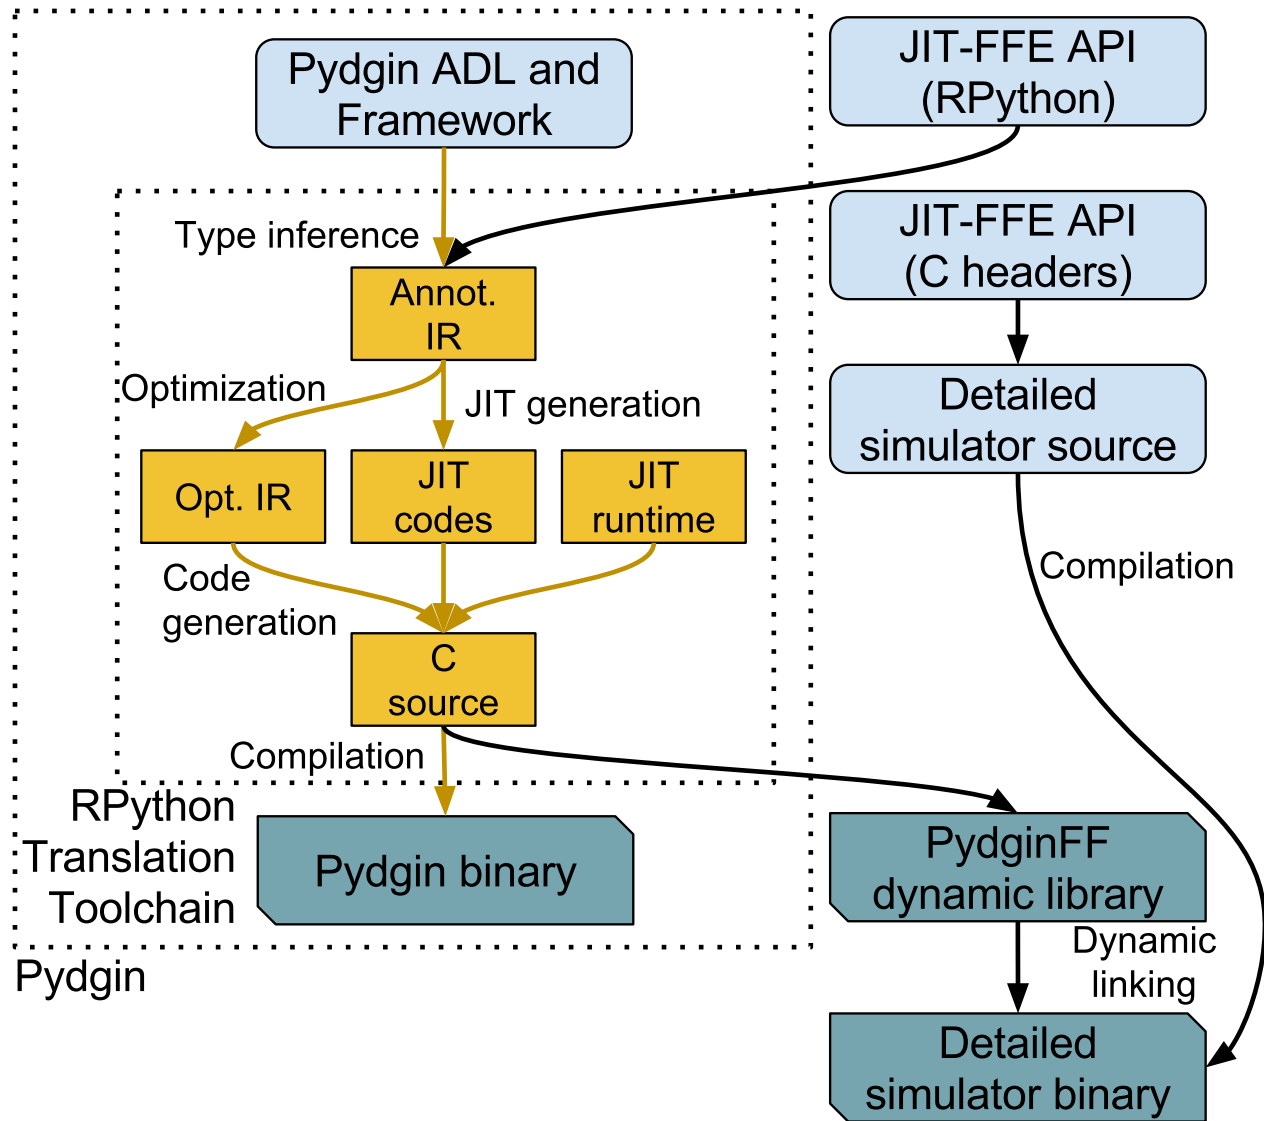 Pydgin ADL and
Framework
JIT-FFE API
(RPython)
JIT-FFE API
(C headers)
Type inference
Annot.
IR
Optimization
JIT generation
Detailed
simulator source
Opt. IR
JIT
codes
JIT
runtime
Code
generation
Compilation
C
source
Compilation
RPython
Translation
Toolchain
Pydgin binary
PydginFF
dynamic library
Dynamic
linking
Pydgin
Detailed
simulator binary